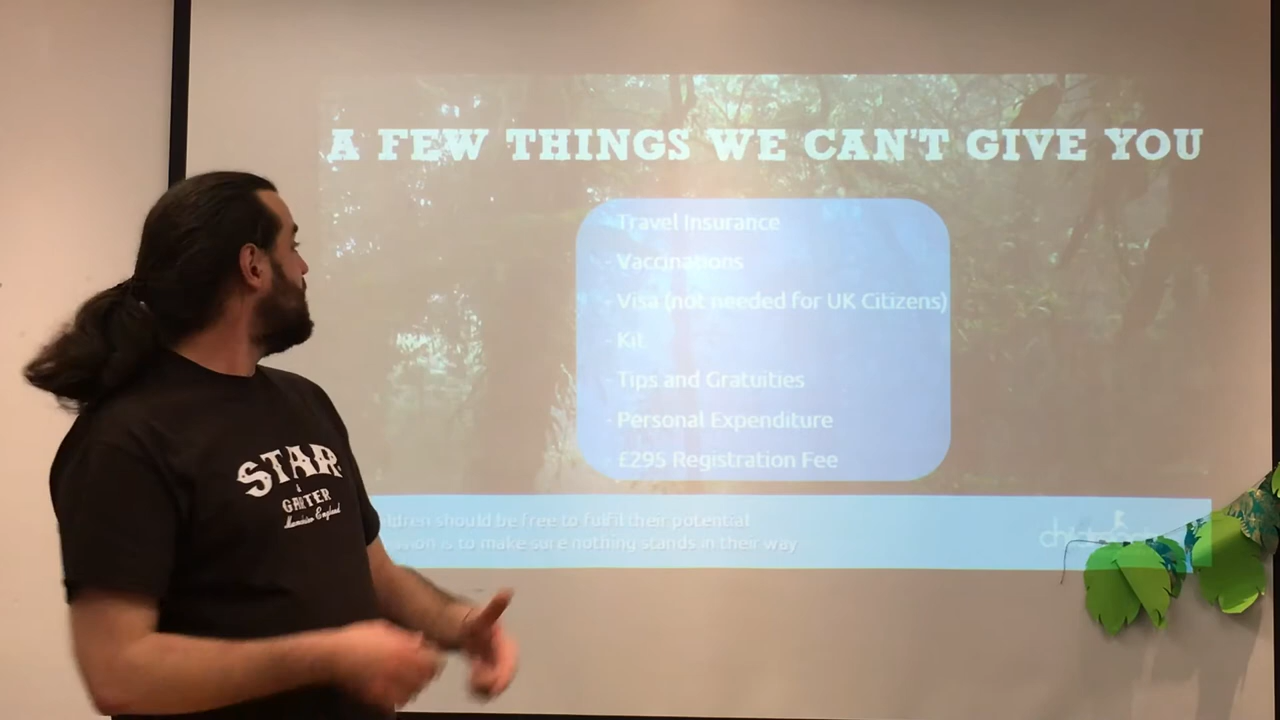 A FEW THINGS WE CAN'T GIVE YOU
- Travel Insurance
- Vaccinations
- Visa (not needed for UK Citizens)
- Kit
- Tips and Gratuities
- Personal Expenditure
- £295 Registration Fee
should be free to fulfil their potential
is to make sure nothing stands in their way
STAR
&
GARTER
Manchester England